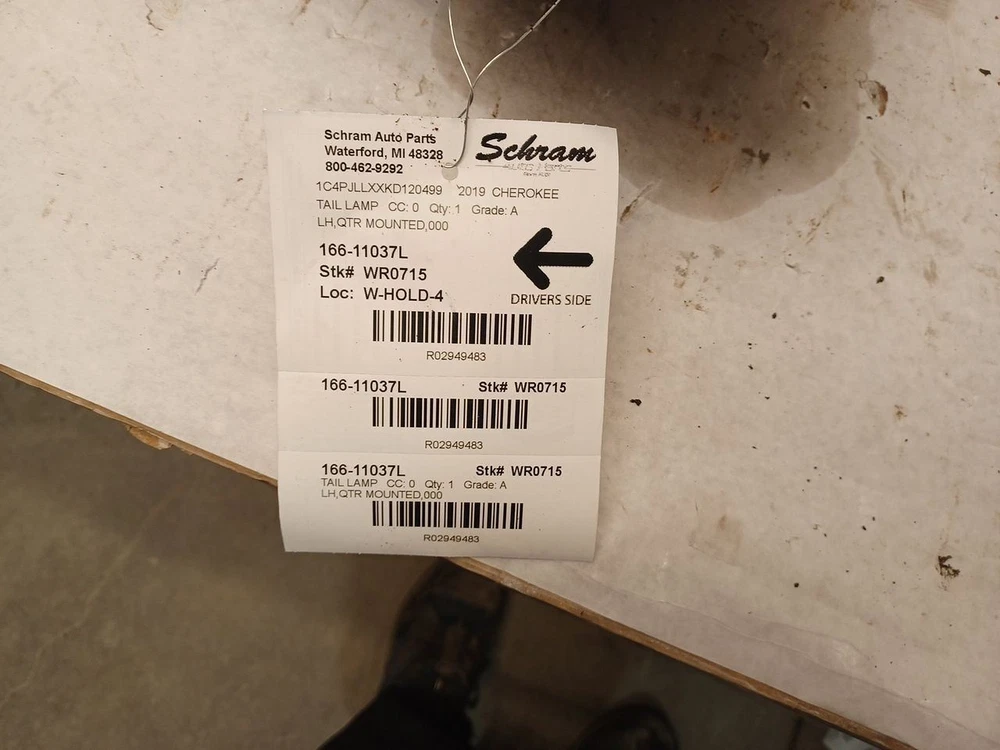 Schram Auto Parts
Waterford, MI 48328
800-462-9292
Schram
1C4PJLLXXKD120499 2019 CHEROKEE
TAIL LAMP CC: 0 Qty: 1 Grade: A
LH,QTR MOUNTED,000
166-11037L
Stk# WR0715
Loc: W-HOLD-4
DRIVERS SIDE
R02949483
166-11037L Stk# WR0715
R02949483
166-11037L Stk# WR0715
TAIL LAMP CC: 0 Qty: 1 Grade: A
LH,QTR MOUNTED,000
R02949483